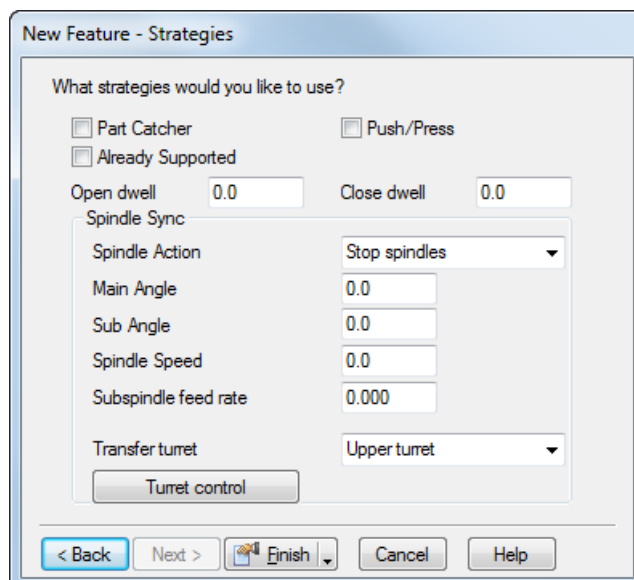 New Feature - Strategies
What strategies would you like to use?
Part Catcher Push/Press
Already Supported
Open dwell 0.0 Close dwell 0.0
Spindle Sync
Spindle Action Stop spindles
Main Angle 0.0
Sub Angle 0.0
Spindle Speed 0.0
Subspindle feed rate 0.000
Transfer turret Upper turret
Turret control
< Back Next > Finish Cancel Help